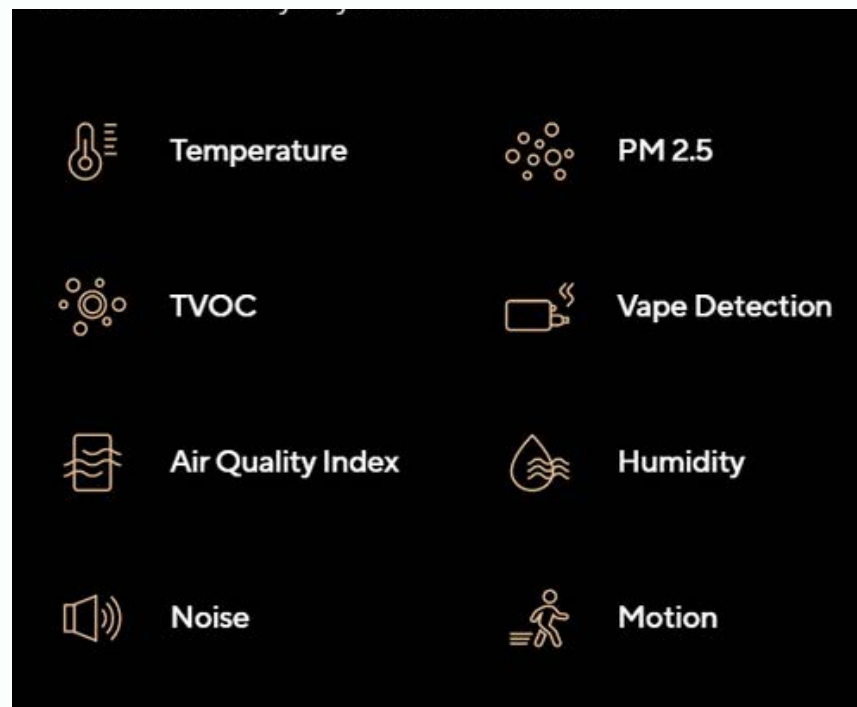 Temperature
PM 2.5
TVOC
Vape Detection
Air Quality Index
Humidity
Noise
Motion